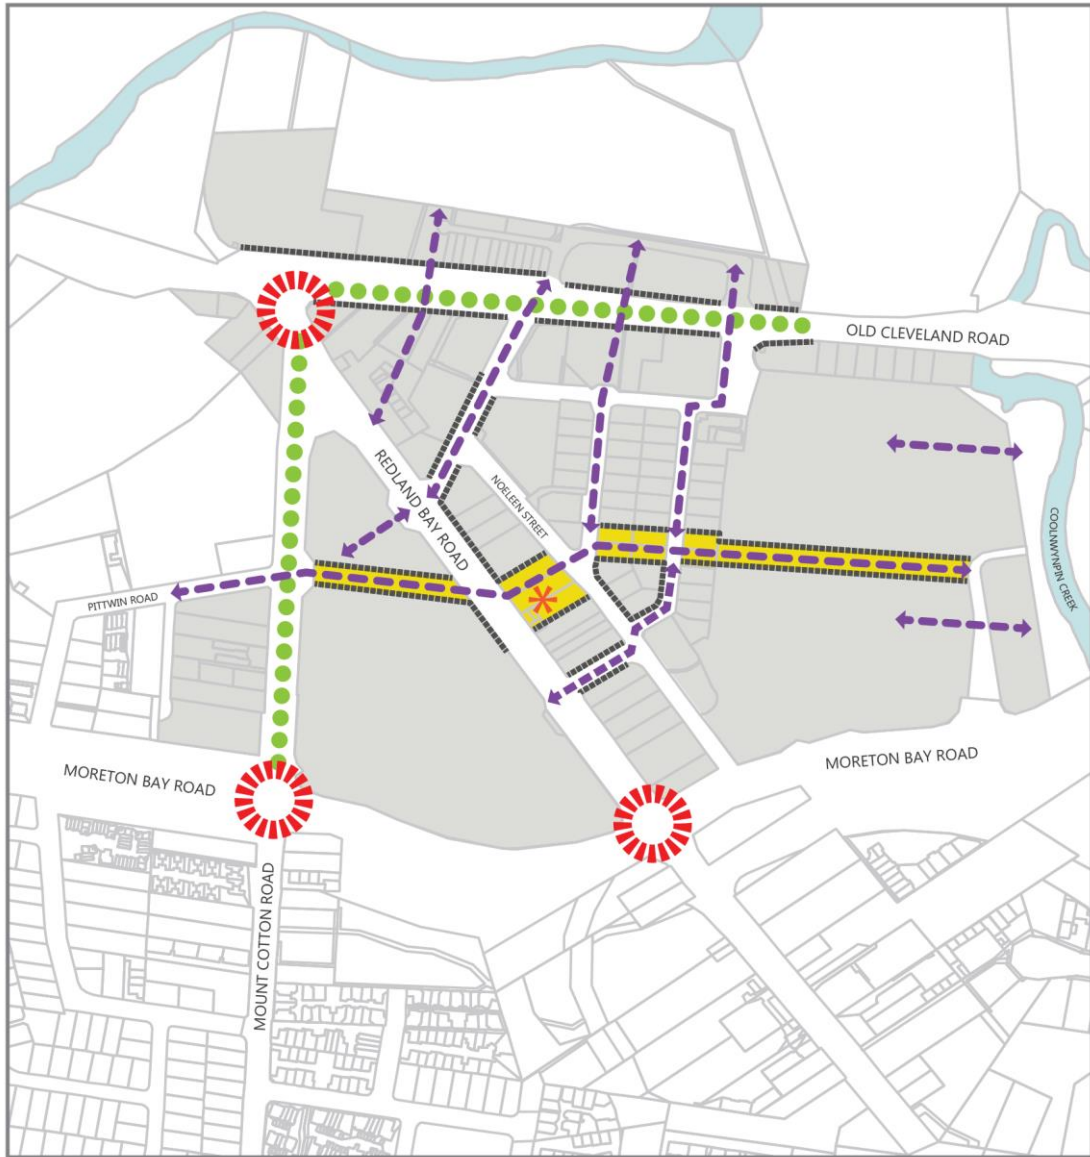 OLD CLEVELAND ROAD
REDLAND BAY ROAD
NOELEEN STREET
COOLNWYNPIN CREEK
PITTWIN ROAD
MORETON BAY ROAD
MORETON BAY ROAD
MOUNT COTTON ROAD